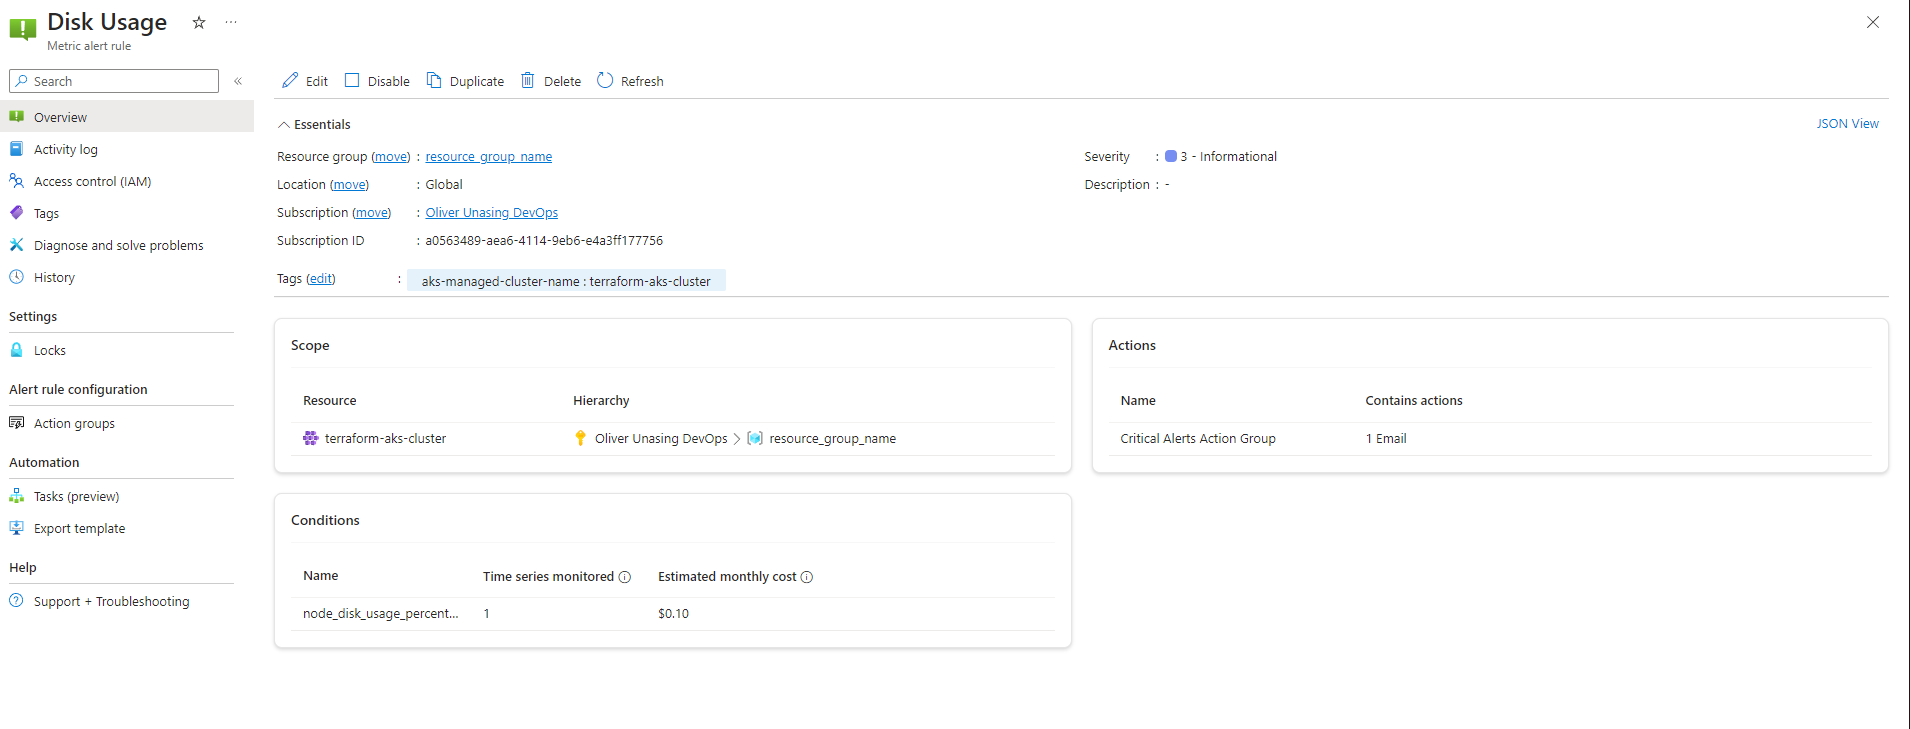 Disk Usage
Metric alert rule
Search
Overview
Activity log
Access control (IAM)
Tags
Diagnose and solve problems
History
Settings
Locks
Alert rule configuration
Action groups
Automation
Tasks (preview)
Export template
Help
Support + Troubleshooting
Edit Disable Duplicate Delete Refresh
Essentials
JSON View
Resource group (move) : resource_group_name
Location (move) : Global
Subscription (move) : Oliver Unasing DevOps
Subscription ID : a0563489-aea6-4114-9eb6-e4a3ff177756
Tags (edit) : aks-managed-cluster-name : terraform-aks-cluster
Severity : 3 - Informational
Description : -
Scope
Resource Hierarchy
terraform-aks-cluster Oliver Unasing DevOps > resource_group_name
Actions
Name Contains actions
Critical Alerts Action Group 1 Email
Conditions
Name Time series monitored Estimated monthly cost
node_disk_usage_percent... 1 $0.10